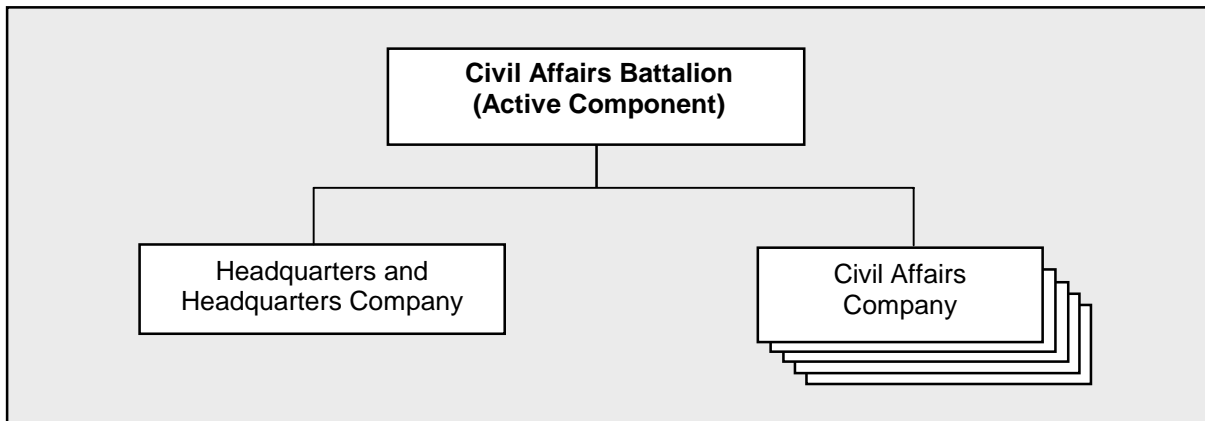 Civil Affairs Battalion
(Active Component)
Headquarters and
Headquarters Company
Civil Affairs
Company